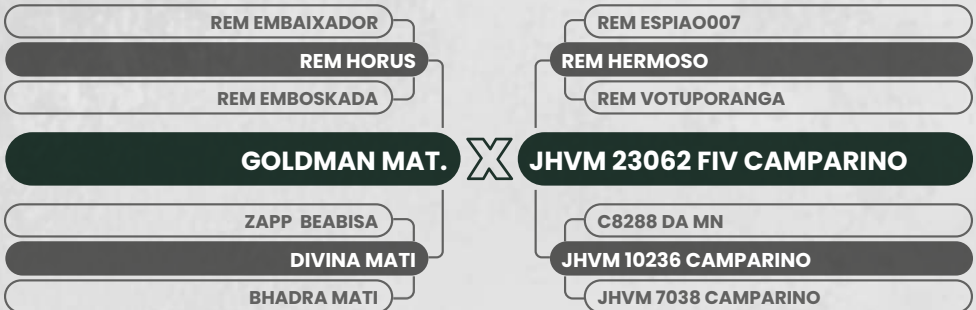 REM EMBAIXADOR
REM HORUS
REM EMBOSKADA
GOLDMAN MAT.
ZAPP BEABISA
DIVINA MATI
BHADRA MATI
X
REM ESPIAO007
REM HERMOSO
REM VOTUPORANGA
JHVM 23062 FIV CAMPARINO
C8288 DA MN
JHVM 10236 CAMPARINO
JHVM 7038 CAMPARINO